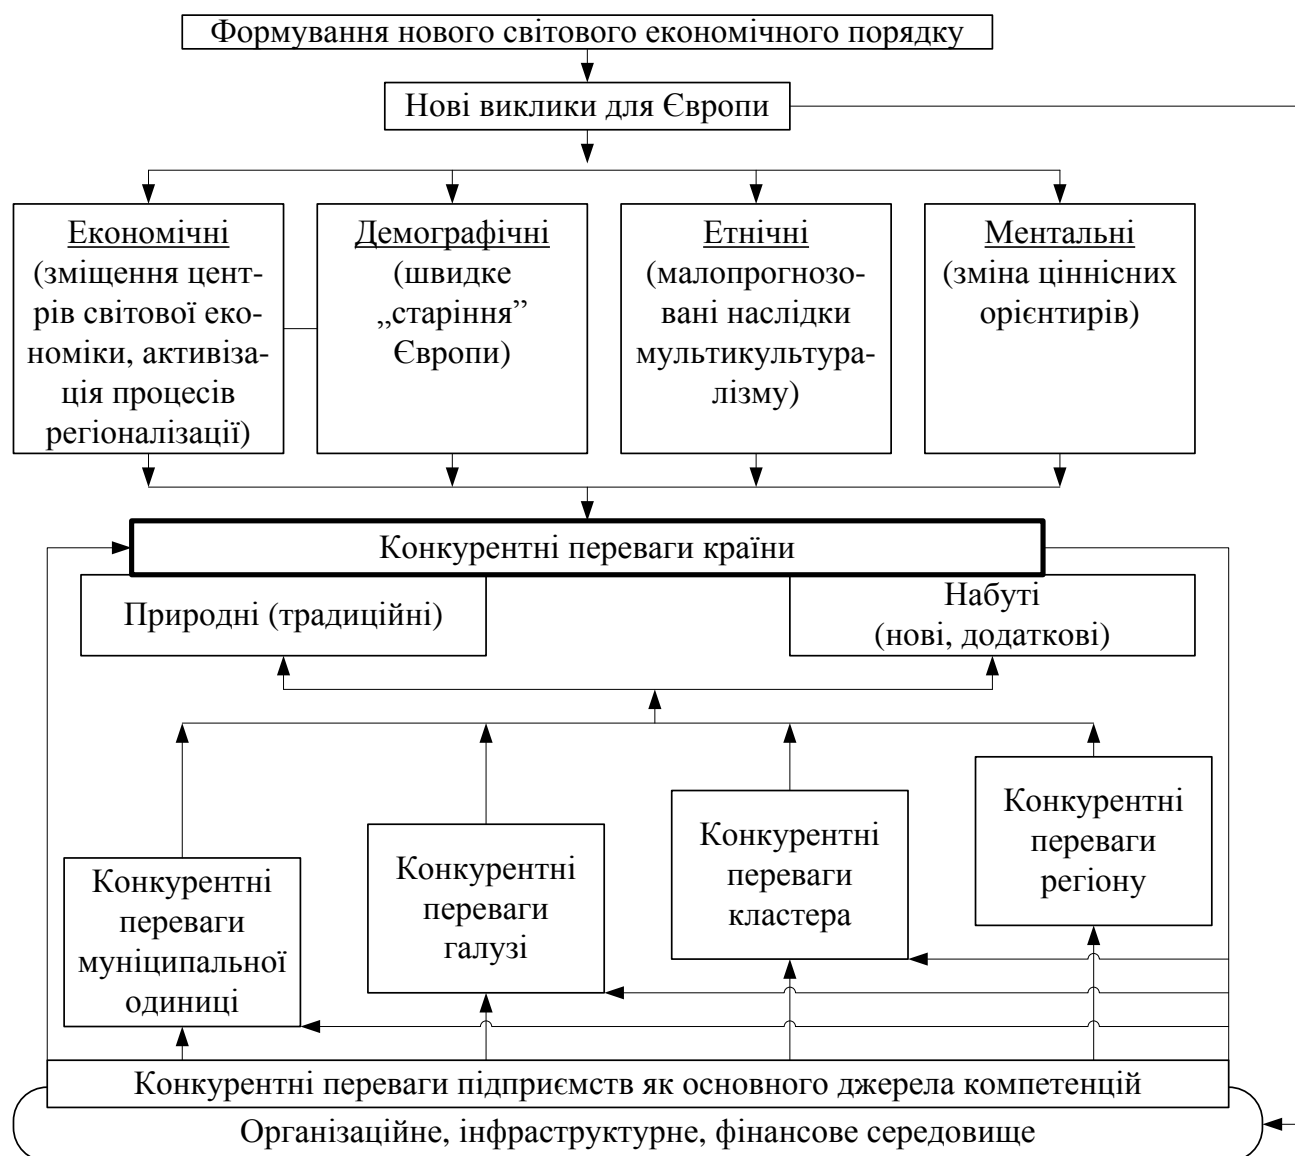 Формування нового світового економічного порядку
Нові виклики для Європи
Економічні
(зміщення цент-
рів світової еко-
номіки, активіза-
ція процесів
регіоналізації)
Демографічні
(швидке
„старіння”
Європи)
Етнічні
(малопрогнозо-
вані наслідки
мультикультура-
лізму)
Ментальні
(зміна ціннісних
орієнтирів)
Конкурентні переваги країни
Природні (традиційні)
Набуті
(нові, додаткові)
Конкурентні
переваги
муніципальної
одиниці
Конкурентні
переваги
галузі
Конкурентні
переваги
кластера
Конкурентні
переваги
регіону
Конкурентні переваги підприємств як основного джерела компетенцій
Організаційне, інфраструктурне, фінансове середовище